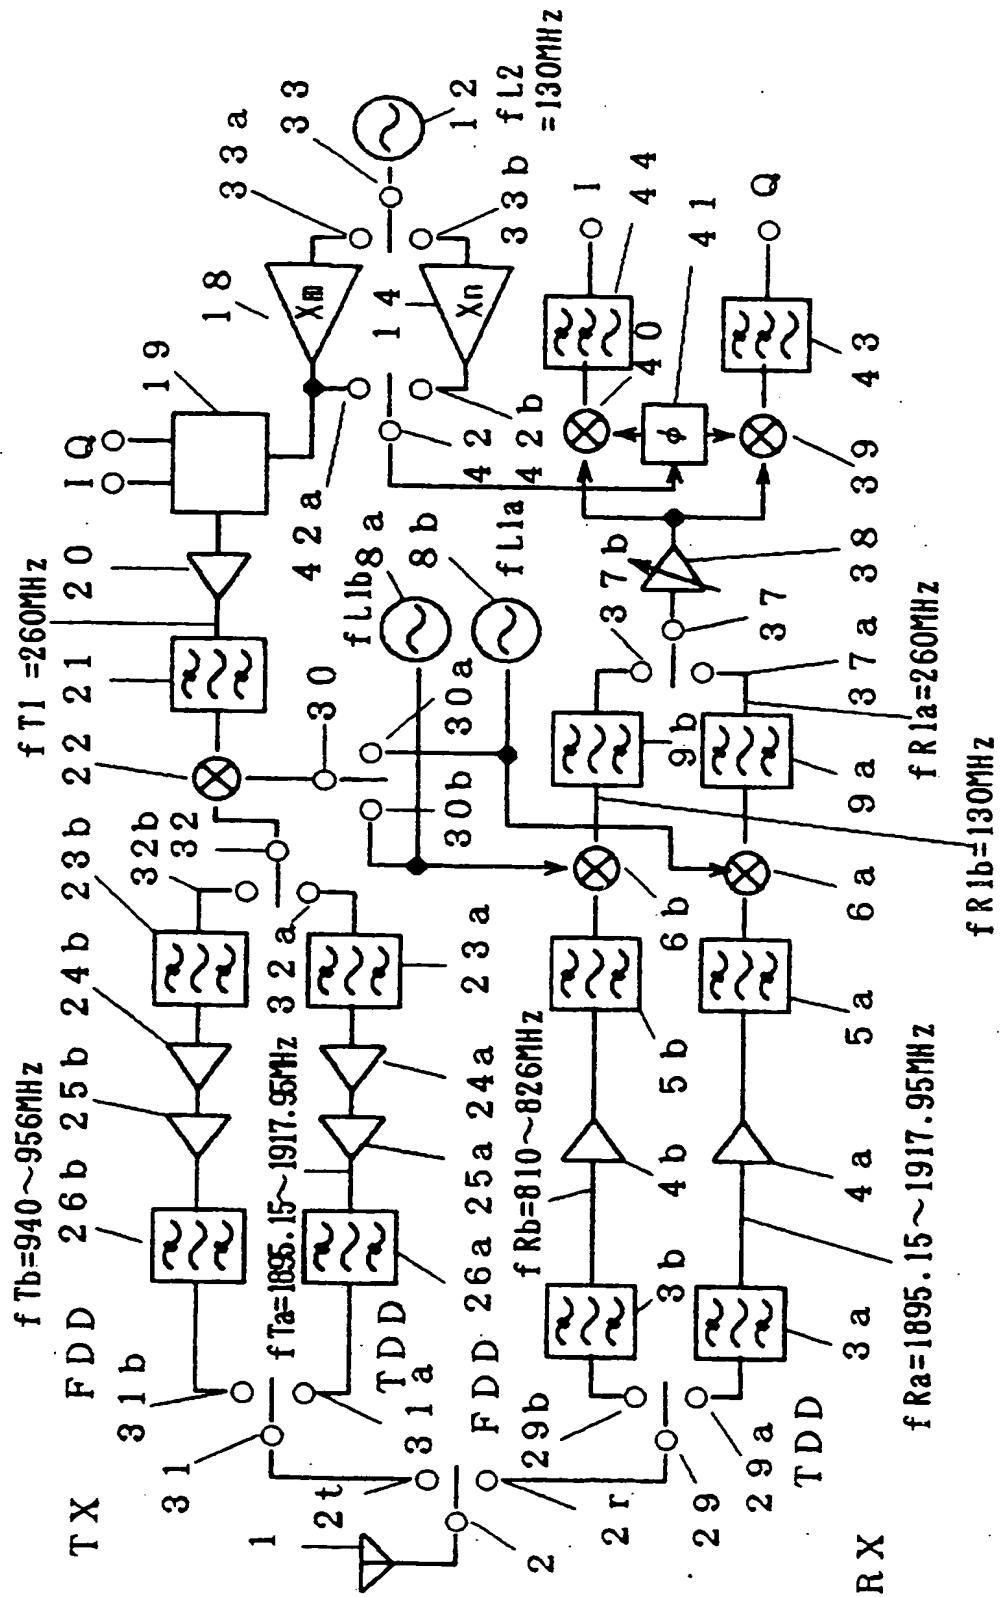 TX
FDD
fTb=940~956MHz
fT1=260MHz
1
2t
2
2r
31
31b
31a
TDD
26b
25b
24b
23b
32b
32
32a
22
21
20
19
I
Q
18
33a
33
12
fL2
=130MHz
33b
Xm
Xn
14
42a
42
42b
fTa=1895.15~1917.95MHz
26a
25a
24a
23a
30
30a
30b
fL1b
8a
8b
fL1a
FDD
29b
29
29a
TDD
RX
fRb=810~826MHz
3b
4b
5b
6b
9b
37b
37
37a
38
39
40
41
φ
44
43
I
Q
3a
4a
5a
6a
9a
fRa=1895.15~1917.95MHz
fR1a=260MHz
fR1b=130MHz